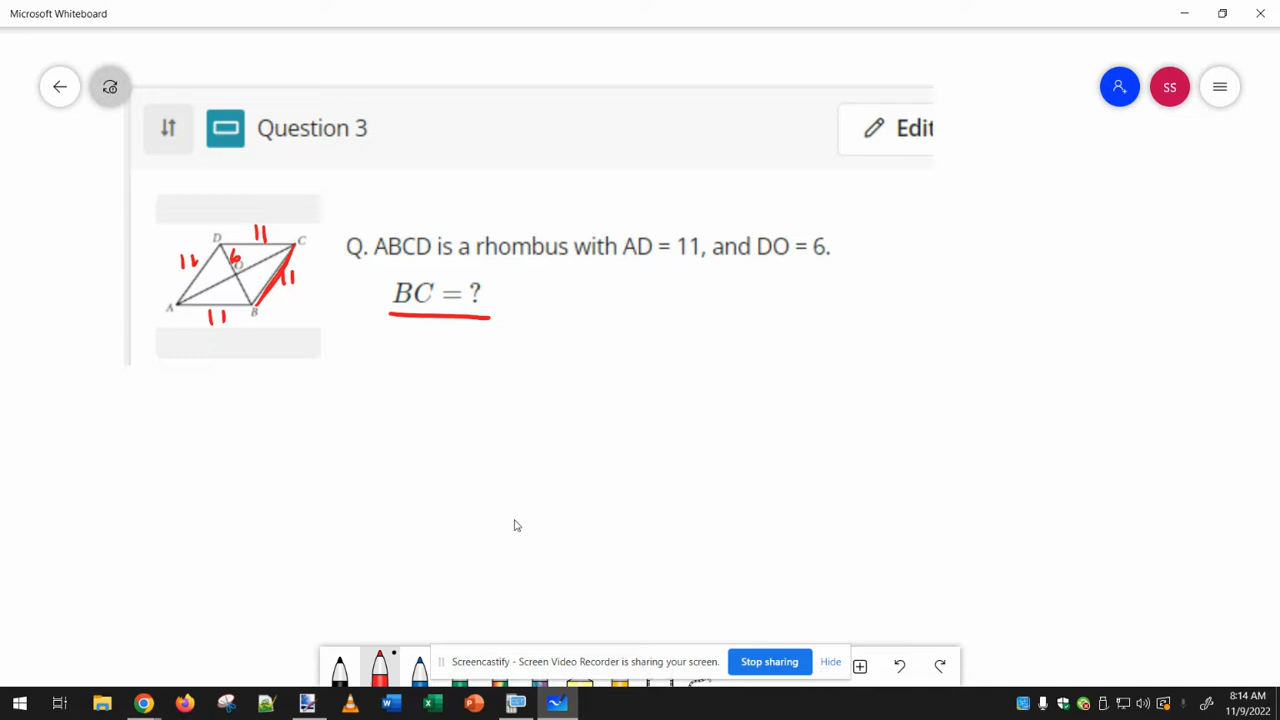 Microsoft Whiteboard
SS
Question 3
Edit
Q. ABCD is a rhombus with AD = 11, and DO = 6.
BC = ?
11
D
C
11
6
O
11
A
B
11
Screencastify - Screen Video Recorder is sharing your screen.
Stop sharing
Hide
8:14 AM
11/9/2022